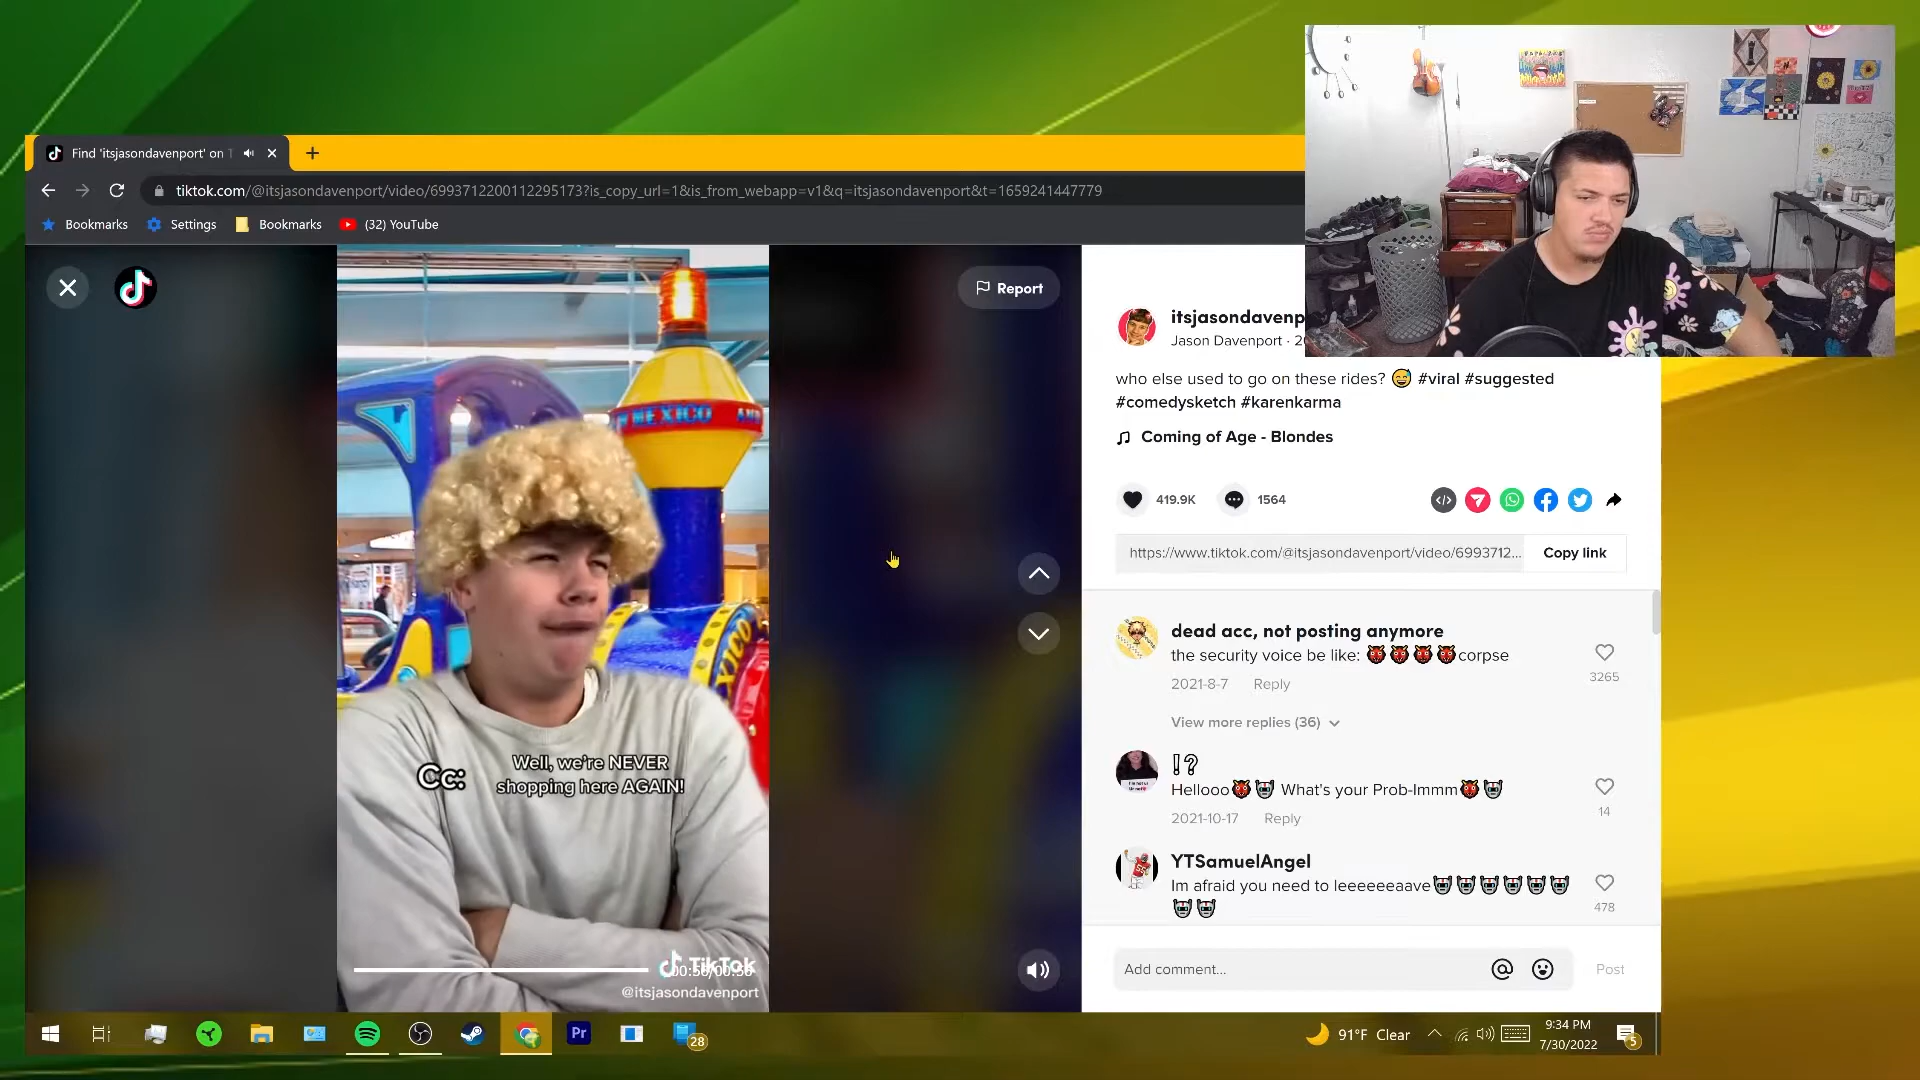 Find 'itsjasondavenport' on T
tiktok.com/@itsjasondavenport/video/6993712200112295173?is_copy_url=1&is_from_webapp=v1&q=itsjasondavenport&t=1659241447779
Bookmarks
Settings
Bookmarks
(32) YouTube
Report
MEXICO
Well, we're NEVER
shopping here AGAIN!
Cc:
TikTok
@itsjasondavenport
itsjasondavenp
Jason Davenport · 2
who else used to go on these rides? 😅 #viral #suggested
#comedysketch #karenkarma
Coming of Age - Blondes
419.9K
1564
https://www.tiktok.com/@itsjasondavenport/video/6993712...
Copy link
dead acc, not posting anymore
the security voice be like: 👹👹👹👹corpse
3265
2021-8-7
Reply
View more replies (36)
!?
Hellooo👹🤖 What's your Prob-lmmm👹🤖
14
2021-10-17
Reply
YTSamuelAngel
Im afraid you need to leeeeeeaave🤖🤖🤖🤖🤖🤖
🤖🤖
478
Add comment...
Post
Pr
28
91°F Clear
9:34 PM
7/30/2022
5